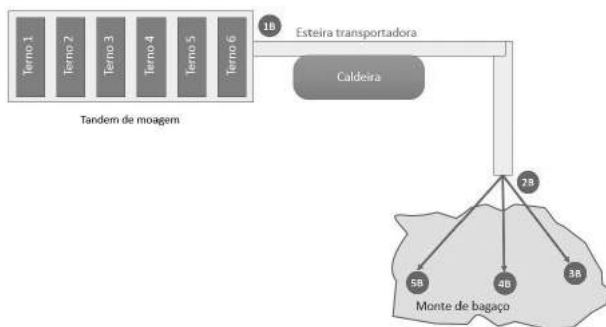 1B
Esteira transportadora
Terno 1
Terno 2
Terno 3
Terno 4
Terno 5
Terno 6
Caldeira
Tandem de moagem
2B
5B
4B
3B
Monte de bagaço